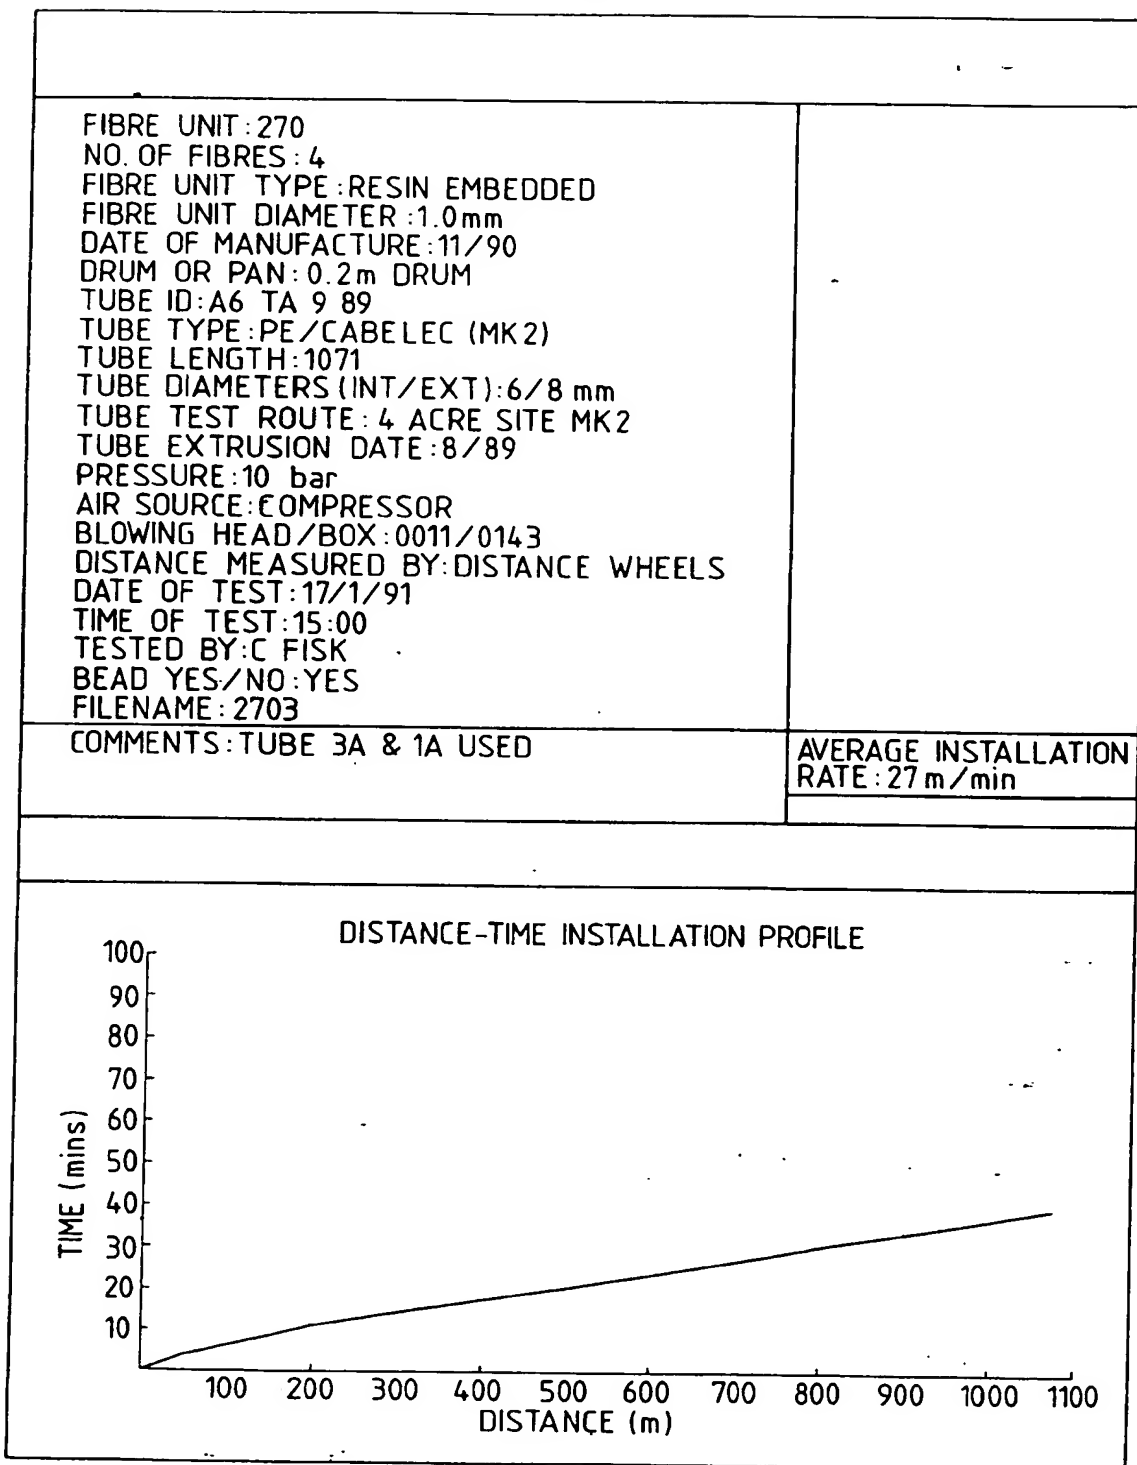 FIBRE UNIT:270
NO. OF FIBRES:4
FIBRE UNIT TYPE:RESIN EMBEDDED
FIBRE UNIT DIAMETER:1.0mm
DATE OF MANUFACTURE:11/90
DRUM OR PAN:0.2m DRUM
TUBE ID:A6 TA 9 89
TUBE TYPE:PE/CABELEC (MK2)
TUBE LENGTH:1071
TUBE DIAMETERS(INT/EXT):6/8 mm
TUBE TEST ROUTE:4 ACRE SITE MK2
TUBE EXTRUSION DATE:8/89
PRESSURE:10 bar
AIR SOURCE:COMPRESSOR
BLOWING HEAD/BOX:0011/0143
DISTANCE MEASURED BY:DISTANCE WHEELS
DATE OF TEST:17/1/91
TIME OF TEST:15:00
TESTED BY:C FISK
BEAD YES/NO:YES
FILENAME:2703
COMMENTS:TUBE 3A & 1A USED
AVERAGE INSTALLATION
RATE:27 m/min
DISTANCE-TIME INSTALLATION PROFILE
100
90
80
70
60
50
40
30
20
10
TIME (mins)
100 200 300 400 500 600 700 800 900 1000 1100
DISTANCE (m)